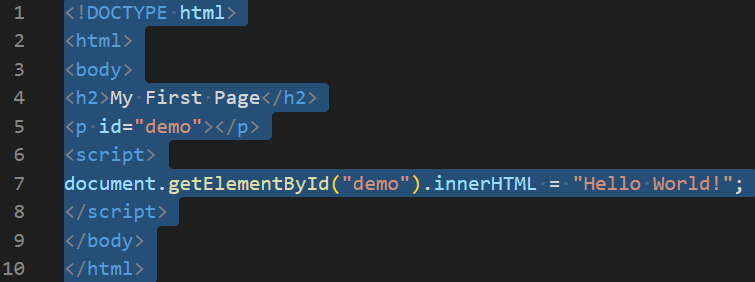 1 <!DOCTYPE html>
2 <html>
3 <body>
4 <h2>My First Page</h2>
5 <p id="demo"></p>
6 <script>
7 document.getElementById("demo").innerHTML = "Hello World!";
8 </script>
9 </body>
10 </html>